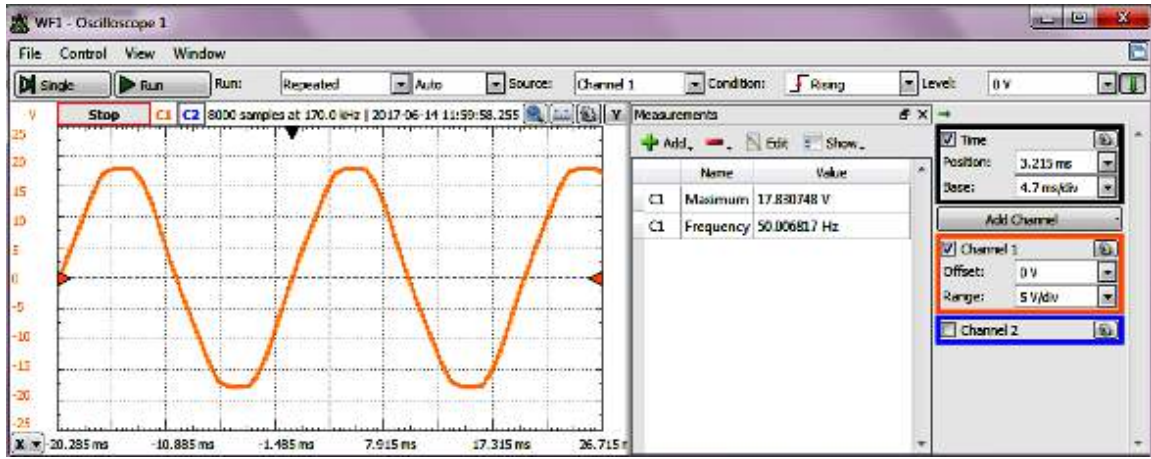 WF1 - Oscilloscope 1
File Control View Window
Single Run Run: Repeated Auto Source: Channel 1 Condition: Rising Level: 0 V
V Stop C1 C2 8000 samples at 170.0 kHz | 2017-06-14 11:59:58.255 Y
25
20
15
10
5
0
-5
-10
-15
-20
-25
X -20.285 ms -10.885 ms -1.485 ms 7.915 ms 17.315 ms 26.715
Measurements
Add Edit Show
Name Value
C1 Maximum 17.830748 V
C1 Frequency 50.006817 Hz
Time
Position: 3.215 ms
Base: 4.7 ms/div
Add Channel
Channel 1
Offset: 0 V
Range: 5 V/div
Channel 2